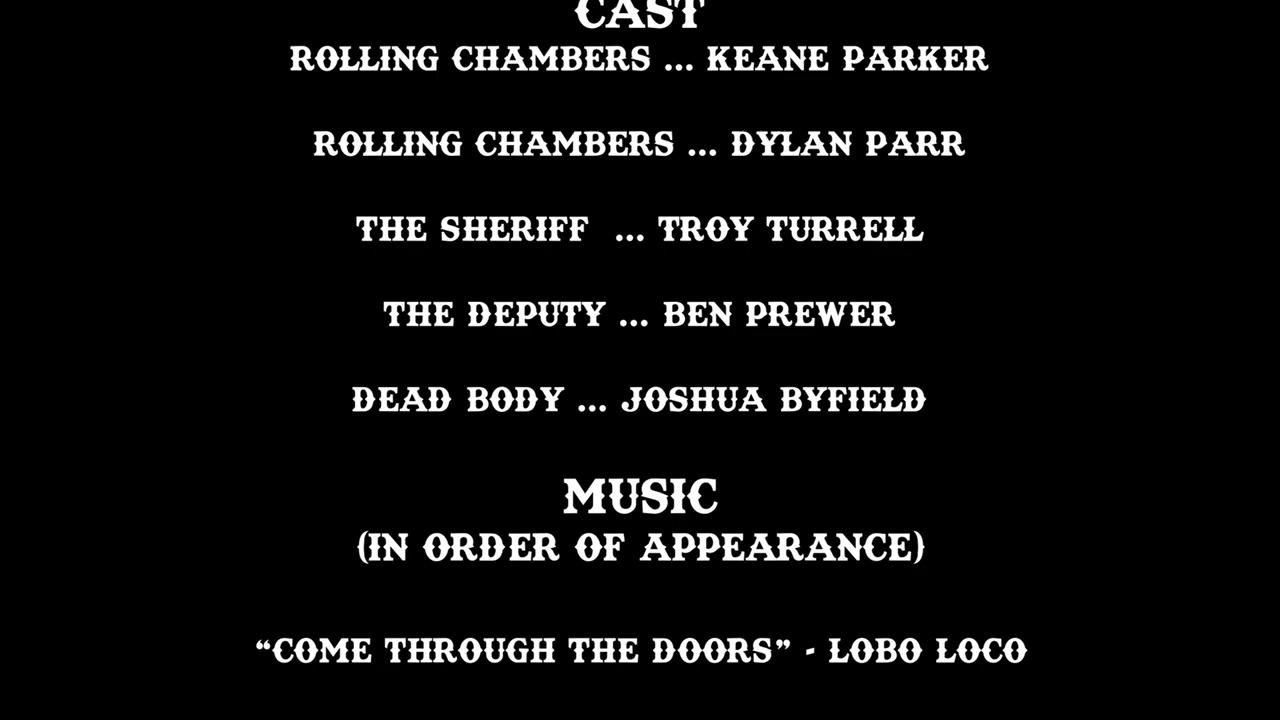 CAST
ROLLING CHAMBERS ... KEANE PARKER
ROLLING CHAMBERS ... DYLAN PARR
THE SHERIFF  ... TROY TURRELL
THE DEPUTY ... BEN PREWER
DEAD BODY ... JOSHUA BYFIELD
MUSIC
(IN ORDER OF APPEARANCE)
“COME THROUGH THE DOORS” - LOBO LOCO